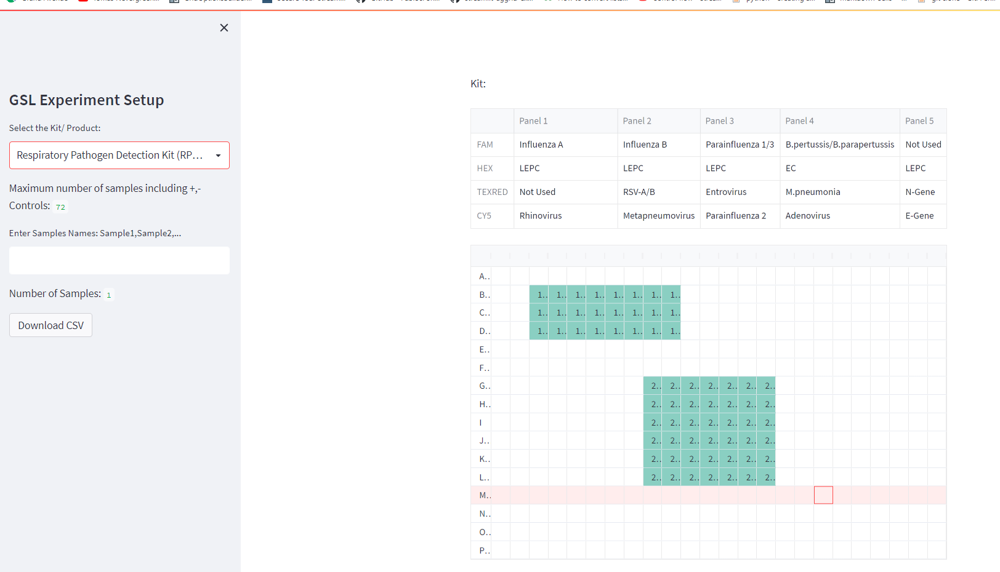 GSL Experiment Setup
Select the Kit/ Product:
Respiratory Pathogen Detection Kit (RP...
Maximum number of samples including +,-
Controls: 72
Enter Samples Names: Sample1,Sample2,...
Number of Samples: 1
Download CSV
Kit:
Panel 1 Panel 2 Panel 3 Panel 4 Panel 5
FAM Influenza A Influenza B Parainfluenza 1/3 B.pertussis/B.parapertussis Not Used
HEX LEPC LEPC LEPC EC LEPC
TEXRED Not Used RSV-A/B Entrovirus M.pneumonia N-Gene
CY5 Rhinovirus Metapneumovirus Parainfluenza 2 Adenovirus E-Gene
A..
B.. 1.. 1.. 1.. 1.. 1.. 1.. 1.. 1..
C.. 1.. 1.. 1.. 1.. 1.. 1.. 1.. 1..
D.. 1.. 1.. 1.. 1.. 1.. 1.. 1.. 1..
E..
F..
G.. 2.. 2.. 2.. 2.. 2.. 2.. 2..
H.. 2.. 2.. 2.. 2.. 2.. 2.. 2..
I 2.. 2.. 2.. 2.. 2.. 2.. 2..
J.. 2.. 2.. 2.. 2.. 2.. 2.. 2..
K.. 2.. 2.. 2.. 2.. 2.. 2.. 2..
L.. 2.. 2.. 2.. 2.. 2.. 2.. 2..
M..
N..
O..
P..